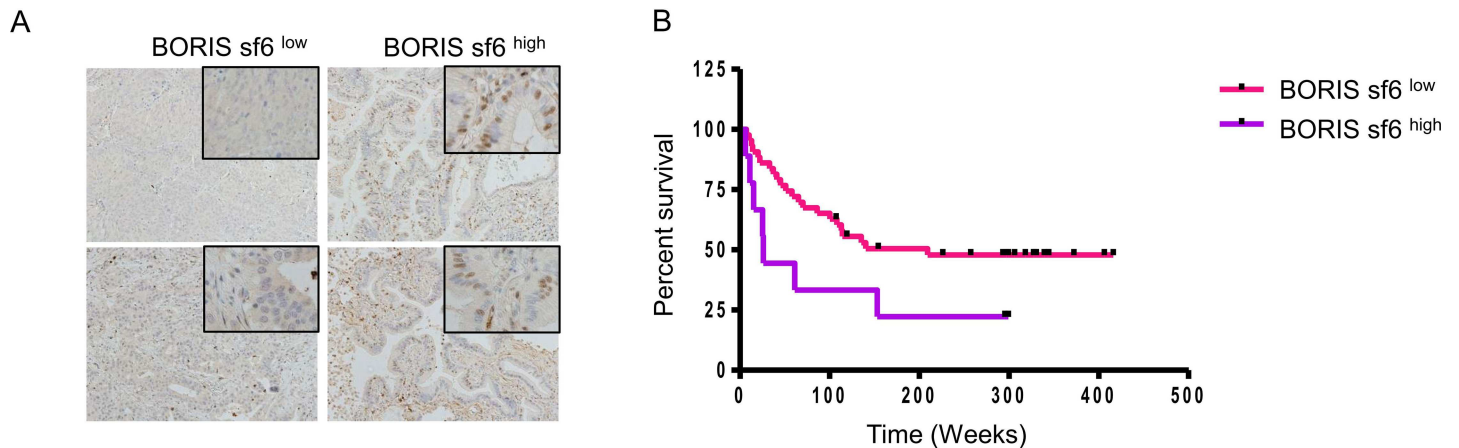 A
BORIS sf6 low
BORIS sf6 high
B
125
100
75
50
25
0
Percent survival
0 100 200 300 400 500
Time (Weeks)
BORIS sf6 low
BORIS sf6 high